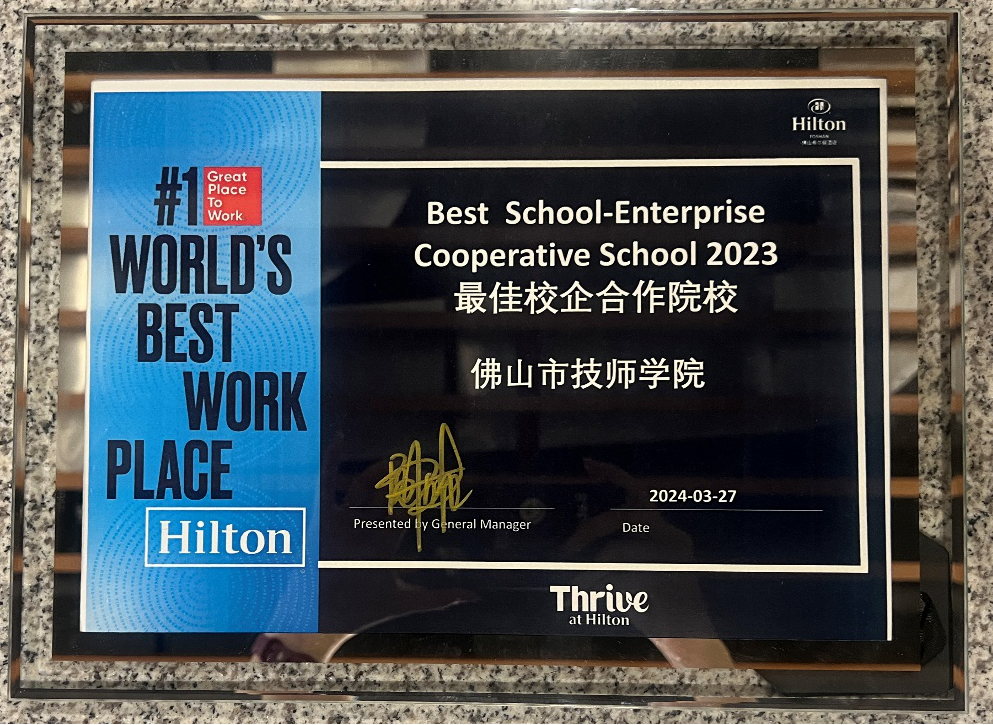 #1
Great
Place
To
Work
WORLD'S
BEST
WORK
PLACE
Hilton
Hilton
FOSHAN
Best School-Enterprise
Cooperative School 2023
最佳校企合作院校
佛山市技师学院
2024-03-27
Presented by General Manager
Date
Thrive
at Hilton